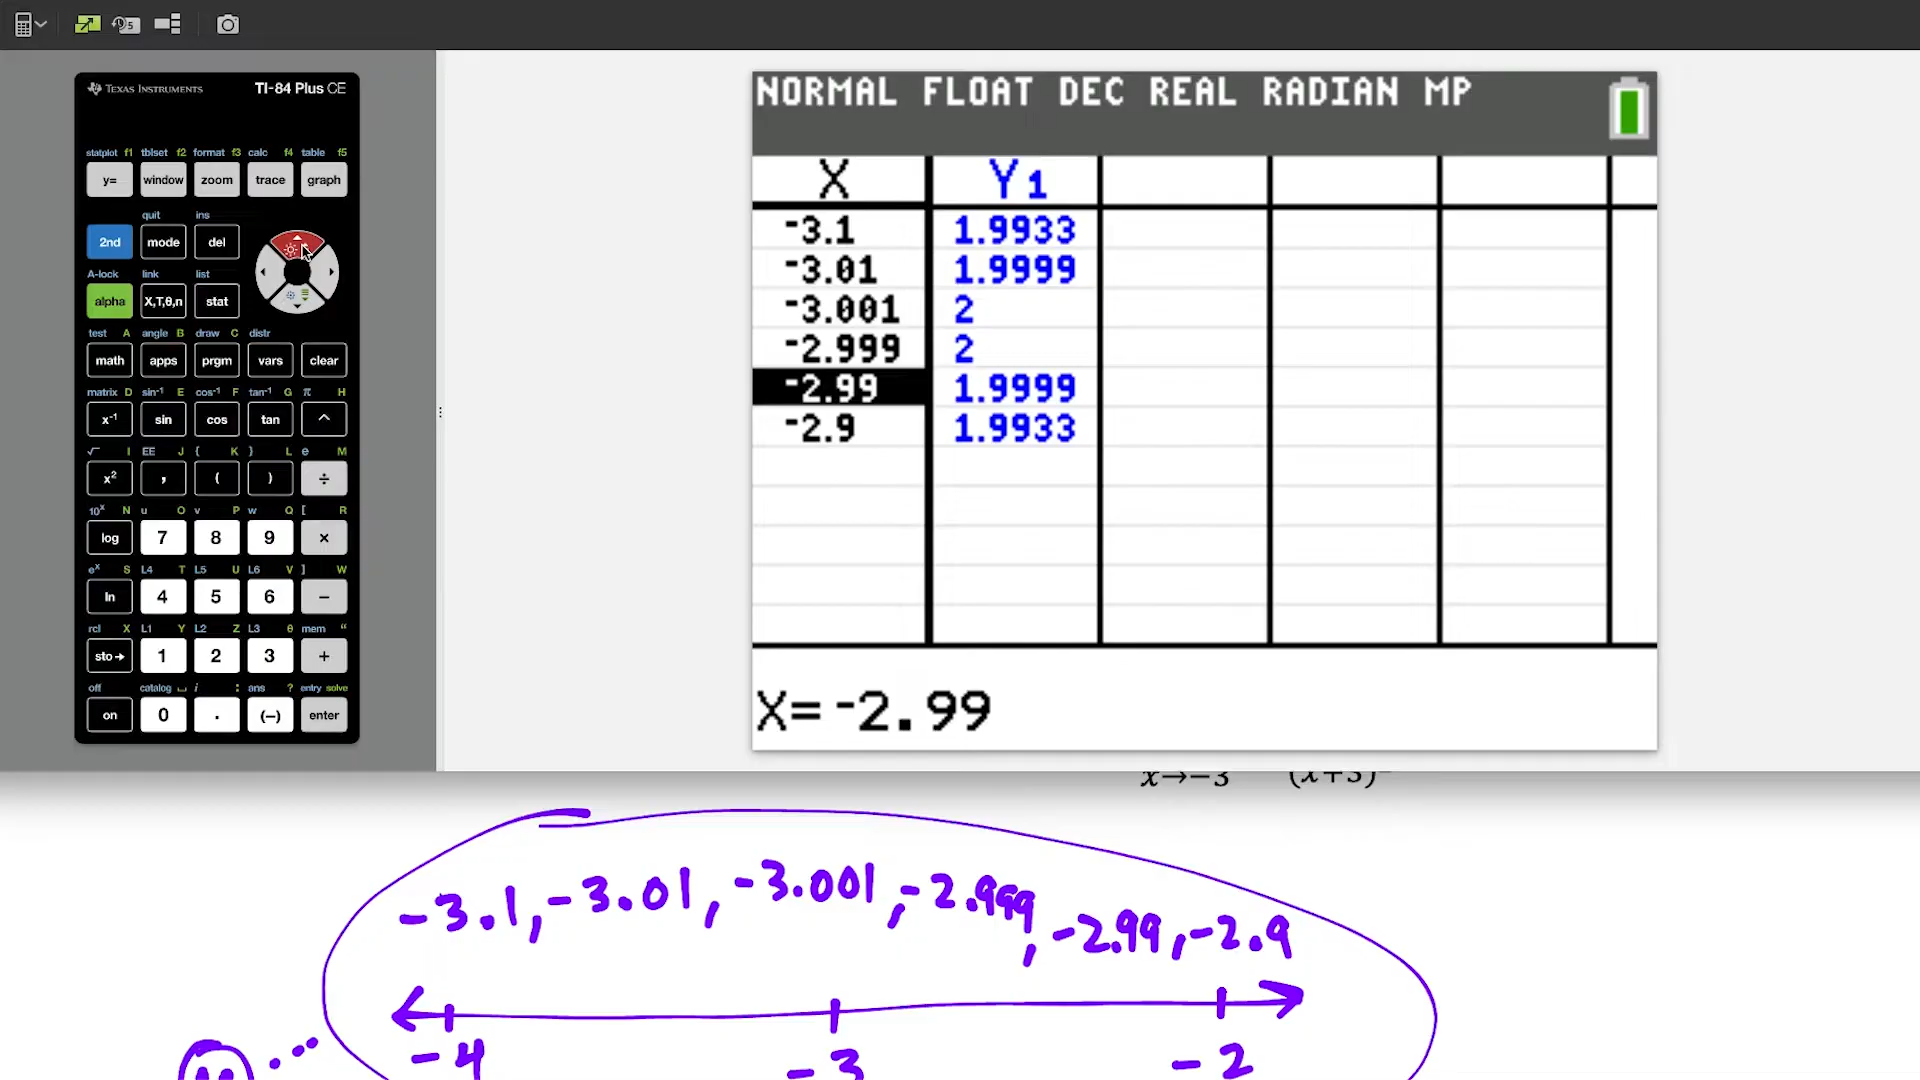 TEXAS INSTRUMENTS TI-84 Plus CE
statplot f1 tblset f2 format f3 calc f4 table f5
y= window zoom trace graph
quit ins
2nd mode del
A-lock link list
alpha X,T,θ,n stat
test A angle B draw C distr
math apps prgm vars clear
matrix D sin⁻¹ E cos⁻¹ F tan⁻¹ G π H
x⁻¹ sin cos tan ^
√ I EE J { K } L e M
x² , ( ) ÷
10ˣ N u O v P w Q [ R
log 7 8 9 ×
eˣ S L4 T L5 U L6 V ] W
ln 4 5 6 −
rcl X L1 Y L2 Z L3 θ mem “
sto→ 1 2 3 +
off catalog ␣ i : ans ? entry solve
on 0 . (−) enter
NORMAL FLOAT DEC REAL RADIAN MP
X Y1
-3.1 1.9933
-3.01 1.9999
-3.001 2
-2.999 2
-2.99 1.9999
-2.9 1.9933
X=-2.99
x→−3 (x+3)
-3.1, -3.01, -3.001, -2.999, -2.99, -2.9
-4 -3 -2